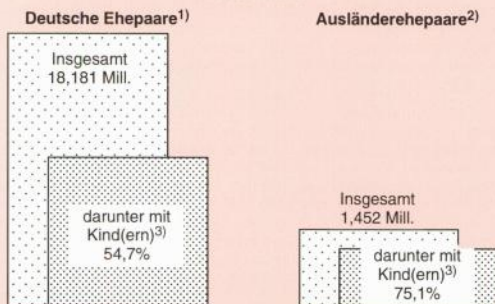 Deutsche Ehepaare1)
Insgesamt
18,181 Mill.
darunter mit
Kind(ern)3)
54,7%
Ausländerehepaare2)
Insgesamt
1,452 Mill.
darunter mit
Kind(ern)3)
75,1%